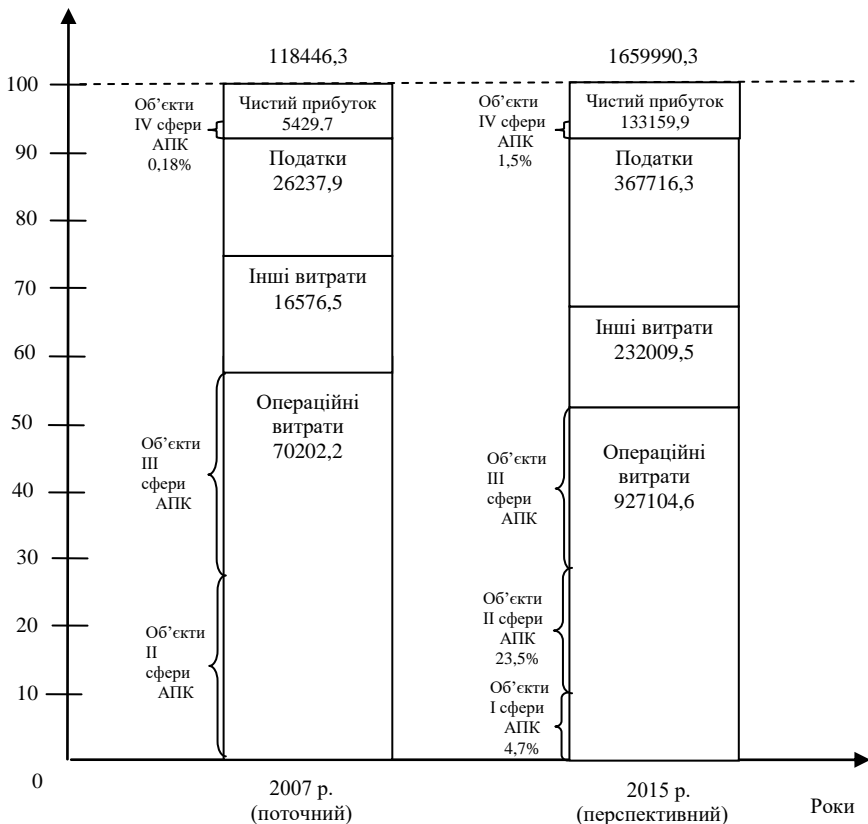 118446,3
1659990,3
100
90
80
70
60
50
40
30
20
10
0
Об’єкти
IV сфери
АПК
0,18%
Чистий прибуток
5429,7
Податки
26237,9
Інші витрати
16576,5
Операційні
витрати
70202,2
Об’єкти
III
сфери
АПК
Об’єкти
II
сфери
АПК
Об’єкти
IV сфери
АПК
1,5%
Чистий прибуток
133159,9
Податки
367716,3
Інші витрати
232009,5
Операційні
витрати
927104,6
Об’єкти
III
сфери
АПК
Об’єкти
II сфери
АПК
23,5%
Об’єкти
I сфери
АПК
4,7%
2007 р.
(поточний)
2015 р.
(перспективний)
Роки